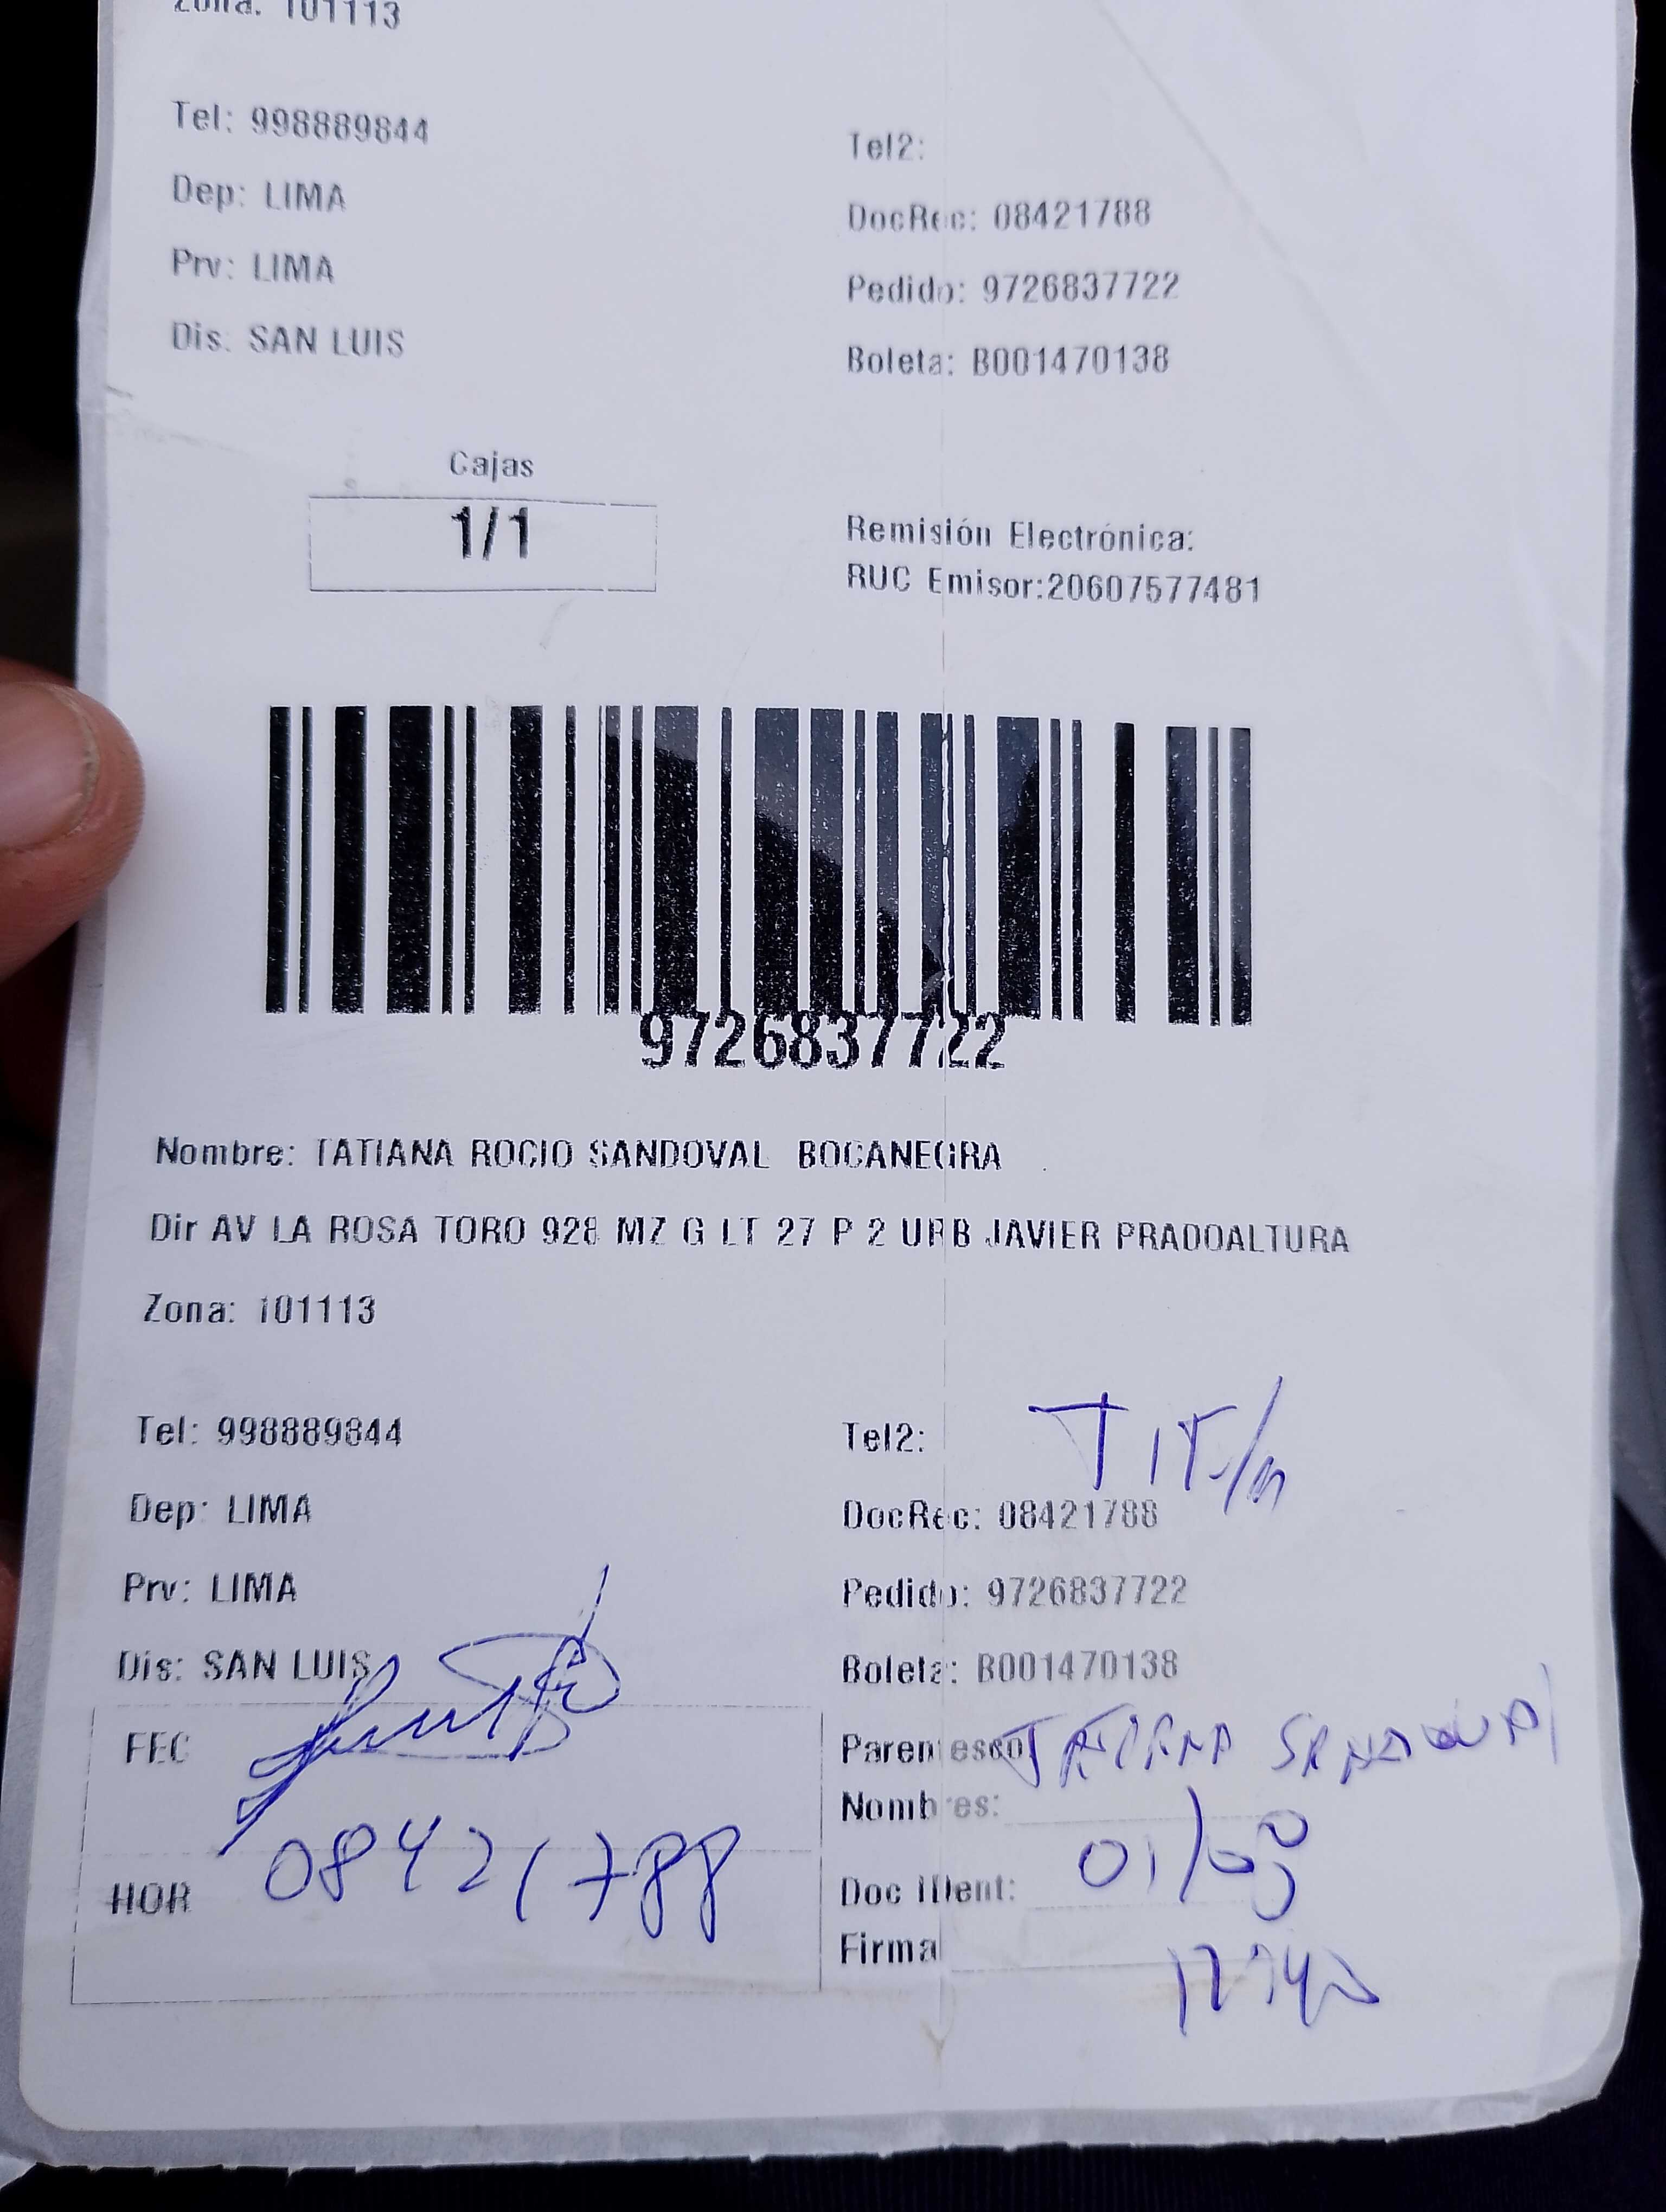 Zona: 101113
Tel: 998889844
Tel2:
Dep: LIMA
DocRec: 08421788
Prv: LIMA
Pedido: 9726837722
Dis: SAN LUIS
Boleta: B001470138
Cajas
1/1
Remisión Electrónica:
RUC Emisor:20607577481
9726837722
Nombre: TATIANA ROCIO SANDOVAL BOCANEGRA
Dir AV LA ROSA TORO 928 MZ G LT 27 P 2 URB JAVIER PRADOALTURA
Zona: 101113
Tel: 998889844
Tel2:
Dep: LIMA
DocRec: 08421788
Prv: LIMA
Pedido: 9726837722
Dis: SAN LUIS
Boleta: B001470138
FEC
Parentesco: TATIANA SANDOVAL
Nombres:
HOR 08421788
Doc Ident:
Firma